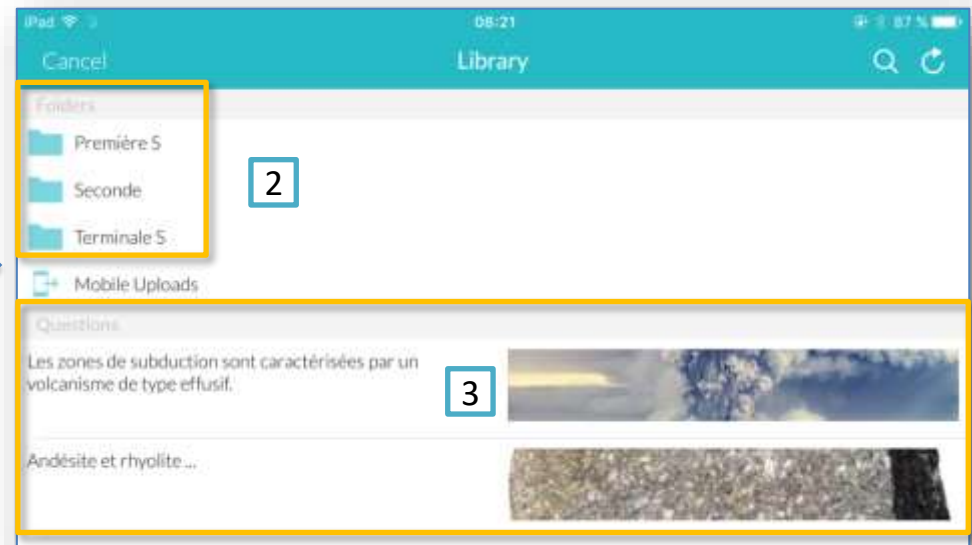 iPad
08:21
87 %
Cancel
Library
Folders
Première S
Seconde
2
Terminale S
Mobile Uploads
Questions
Les zones de subduction sont caractérisées par un
volcanisme de type effusif.
3
Andésite et rhyolite ...